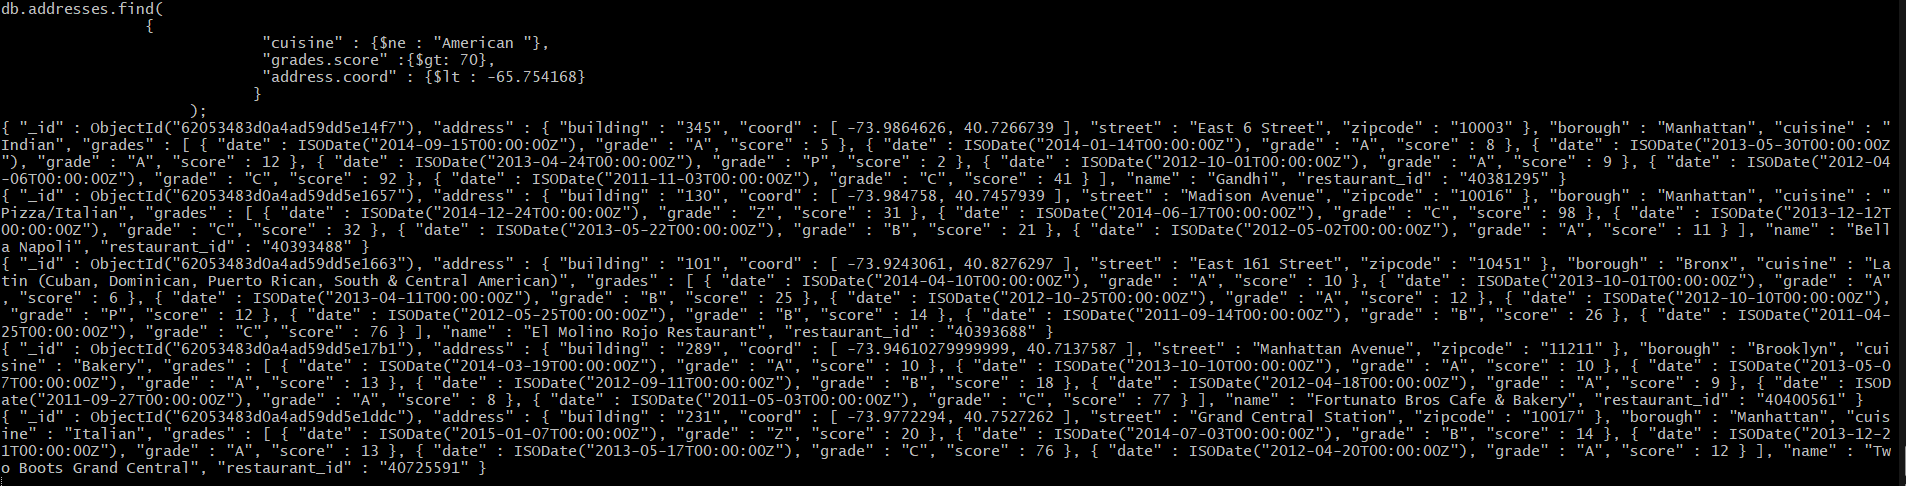 db.addresses.find(
{
"cuisine" : {$ne : "American "},
"grades.score" :{$gt: 70},
"address.coord" : {$lt : -65.754168}
}
);
{ "_id" : ObjectId("62053483d0a4ad59dd5e14f7"), "address" : { "building" : "345", "coord" : [ -73.9864626, 40.7266739 ], "street" : "East 6 Street", "zipcode" : "10003" }, "borough" : "Manhattan", "cuisine" : "
Indian", "grades" : [ { "date" : ISODate("2014-09-15T00:00:00Z"), "grade" : "A", "score" : 5 }, { "date" : ISODate("2014-01-14T00:00:00Z"), "grade" : "A", "score" : 8 }, { "date" : ISODate("2013-05-30T00:00:00Z
"), "grade" : "A", "score" : 12 }, { "date" : ISODate("2013-04-24T00:00:00Z"), "grade" : "P", "score" : 2 }, { "date" : ISODate("2012-10-01T00:00:00Z"), "grade" : "A", "score" : 9 }, { "date" : ISODate("2012-04
-06T00:00:00Z"), "grade" : "C", "score" : 92 }, { "date" : ISODate("2011-11-03T00:00:00Z"), "grade" : "C", "score" : 41 } ], "name" : "Gandhi", "restaurant_id" : "40381295" }
{ "_id" : ObjectId("62053483d0a4ad59dd5e1657"), "address" : { "building" : "130", "coord" : [ -73.984758, 40.7457939 ], "street" : "Madison Avenue", "zipcode" : "10016" }, "borough" : "Manhattan", "cuisine" : "
Pizza/Italian", "grades" : [ { "date" : ISODate("2014-12-24T00:00:00Z"), "grade" : "Z", "score" : 31 }, { "date" : ISODate("2014-06-17T00:00:00Z"), "grade" : "C", "score" : 98 }, { "date" : ISODate("2013-12-12T
00:00:00Z"), "grade" : "C", "score" : 32 }, { "date" : ISODate("2013-05-22T00:00:00Z"), "grade" : "B", "score" : 21 }, { "date" : ISODate("2012-05-02T00:00:00Z"), "grade" : "A", "score" : 11 } ], "name" : "Bell
a Napoli", "restaurant_id" : "40393488" }
{ "_id" : ObjectId("62053483d0a4ad59dd5e1663"), "address" : { "building" : "101", "coord" : [ -73.9243061, 40.8276297 ], "street" : "East 161 Street", "zipcode" : "10451" }, "borough" : "Bronx", "cuisine" : "La
tin (Cuban, Dominican, Puerto Rican, South & Central American)", "grades" : [ { "date" : ISODate("2014-04-10T00:00:00Z"), "grade" : "A", "score" : 10 }, { "date" : ISODate("2013-10-01T00:00:00Z"), "grade" : "A"
, "score" : 6 }, { "date" : ISODate("2013-04-11T00:00:00Z"), "grade" : "B", "score" : 25 }, { "date" : ISODate("2012-10-25T00:00:00Z"), "grade" : "A", "score" : 12 }, { "date" : ISODate("2012-10-10T00:00:00Z"),
"grade" : "P", "score" : 12 }, { "date" : ISODate("2012-05-25T00:00:00Z"), "grade" : "B", "score" : 14 }, { "date" : ISODate("2011-09-14T00:00:00Z"), "grade" : "B", "score" : 26 }, { "date" : ISODate("2011-04-
25T00:00:00Z"), "grade" : "C", "score" : 76 } ], "name" : "El Molino Rojo Restaurant", "restaurant_id" : "40393688" }
{ "_id" : ObjectId("62053483d0a4ad59dd5e17b1"), "address" : { "building" : "289", "coord" : [ -73.94610279999999, 40.7137587 ], "street" : "Manhattan Avenue", "zipcode" : "11211" }, "borough" : "Brooklyn", "cui
sine" : "Bakery", "grades" : [ { "date" : ISODate("2014-03-19T00:00:00Z"), "grade" : "A", "score" : 10 }, { "date" : ISODate("2013-10-10T00:00:00Z"), "grade" : "A", "score" : 10 }, { "date" : ISODate("2013-05-0
7T00:00:00Z"), "grade" : "A", "score" : 13 }, { "date" : ISODate("2012-09-11T00:00:00Z"), "grade" : "B", "score" : 18 }, { "date" : ISODate("2012-04-18T00:00:00Z"), "grade" : "A", "score" : 9 }, { "date" : ISOD
ate("2011-09-27T00:00:00Z"), "grade" : "A", "score" : 8 }, { "date" : ISODate("2011-05-03T00:00:00Z"), "grade" : "C", "score" : 77 } ], "name" : "Fortunato Bros Cafe & Bakery", "restaurant_id" : "40400561" }
{ "_id" : ObjectId("62053483d0a4ad59dd5e1ddc"), "address" : { "building" : "231", "coord" : [ -73.9772294, 40.7527262 ], "street" : "Grand Central Station", "zipcode" : "10017" }, "borough" : "Manhattan", "cuis
ine" : "Italian", "grades" : [ { "date" : ISODate("2015-01-07T00:00:00Z"), "grade" : "Z", "score" : 20 }, { "date" : ISODate("2014-07-03T00:00:00Z"), "grade" : "B", "score" : 14 }, { "date" : ISODate("2013-12-2
1T00:00:00Z"), "grade" : "A", "score" : 13 }, { "date" : ISODate("2013-05-17T00:00:00Z"), "grade" : "C", "score" : 76 }, { "date" : ISODate("2012-04-20T00:00:00Z"), "grade" : "A", "score" : 12 } ], "name" : "Tw
o Boots Grand Central", "restaurant_id" : "40725591" }